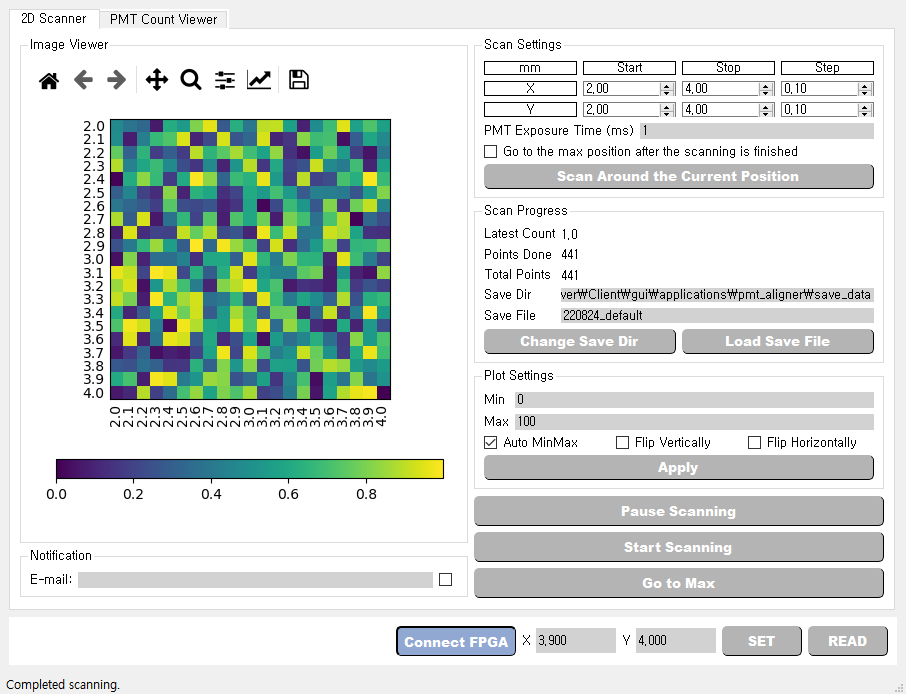 2D Scanner PMT Count Viewer
Image Viewer
2.0
2.1
2.2
2.3
2.4
2.5
2.6
2.7
2.8
2.9
3.0
3.1
3.2
3.3
3.4
3.5
3.6
3.7
3.8
3.9
4.0
2.0 2.1 2.2 2.3 2.4 2.5 2.6 2.7 2.8 2.9 3.0 3.1 3.2 3.3 3.4 3.5 3.6 3.7 3.8 3.9 4.0
0.0 0.2 0.4 0.6 0.8
Notification
E-mail:
Scan Settings
mm Start Stop Step
X 2,00 4,00 0,10
Y 2,00 4,00 0,10
PMT Exposure Time (ms) 1
Go to the max position after the scanning is finished
Scan Around the Current Position
Scan Progress
Latest Count 1,0
Points Done 441
Total Points 441
Save Dir ver₩Client₩gui₩applications₩pmt_aligner₩save_data
Save File 220824_default
Change Save Dir Load Save File
Plot Settings
Min 0
Max 100
Auto MinMax Flip Vertically Flip Horizontally
Apply
Pause Scanning
Start Scanning
Go to Max
Connect FPGA X 3,900 Y 4,000 SET READ
Completed scanning.